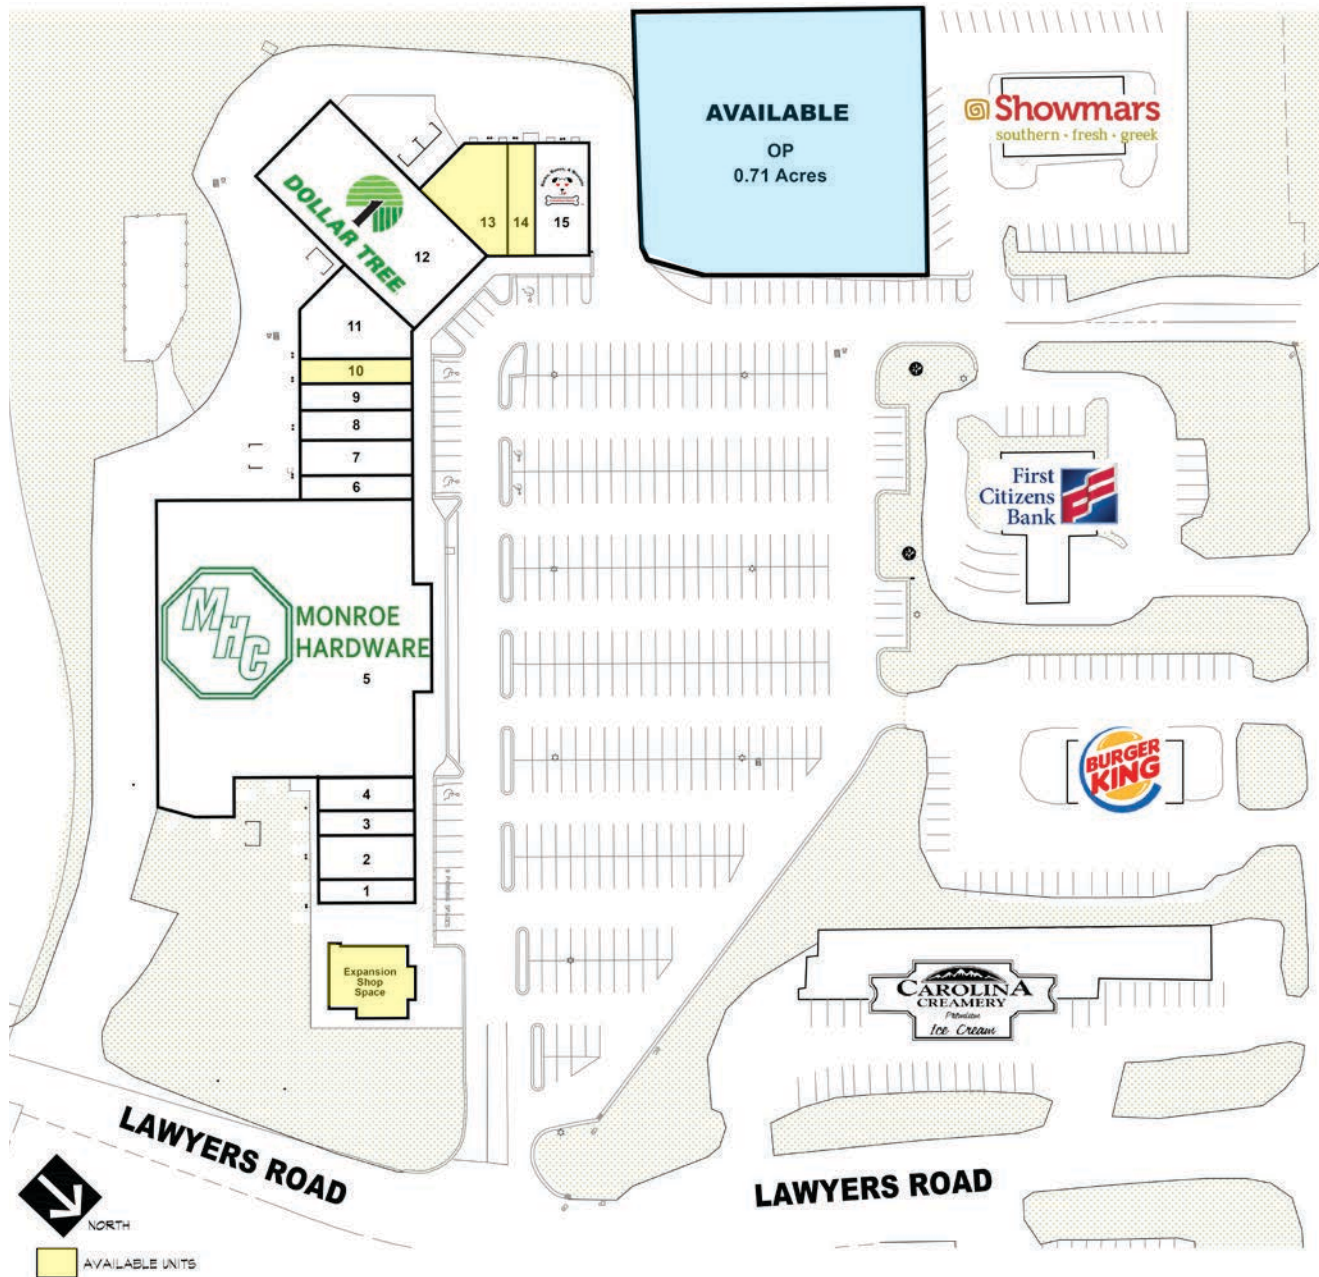 AVAILABLE
OP
0.71 Acres
Showmars
southern · fresh · greek
DOLLAR TREE
12
13
14
15
11
10
9
8
7
6
First
Citizens
Bank
MHC
MONROE
HARDWARE
5
BURGER
KING
4
3
2
1
Expansion
Shop
Space
CAROLINA
CREAMERY
Premium
Ice Cream
LAWYERS ROAD
LAWYERS ROAD
NORTH
AVAILABLE UNITS